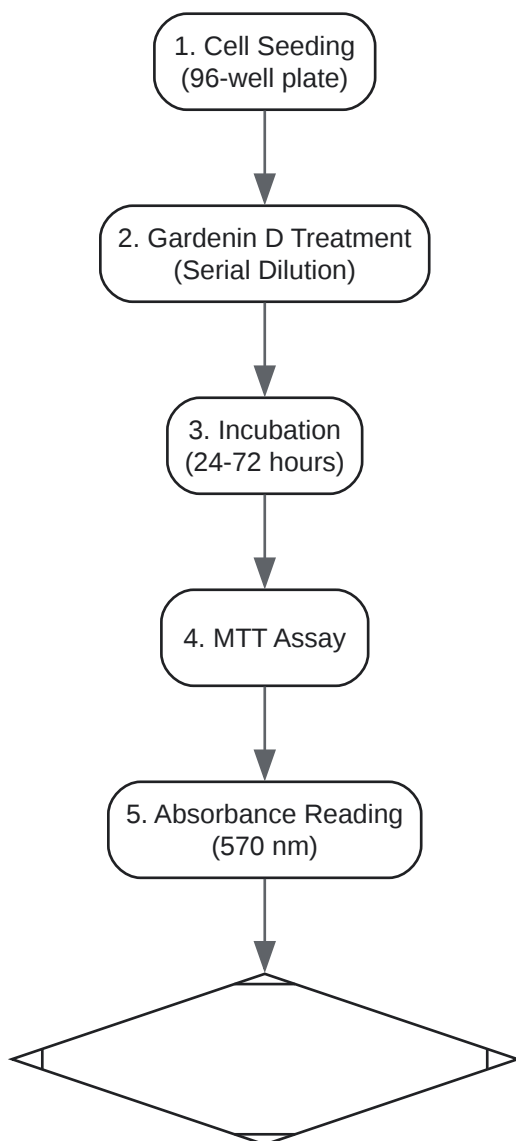 1. Cell Seeding
(96-well plate)
2. Gardenin D Treatment
(Serial Dilution)
3. Incubation
(24-72 hours)
4. MTT Assay
5. Absorbance Reading
(570 nm)